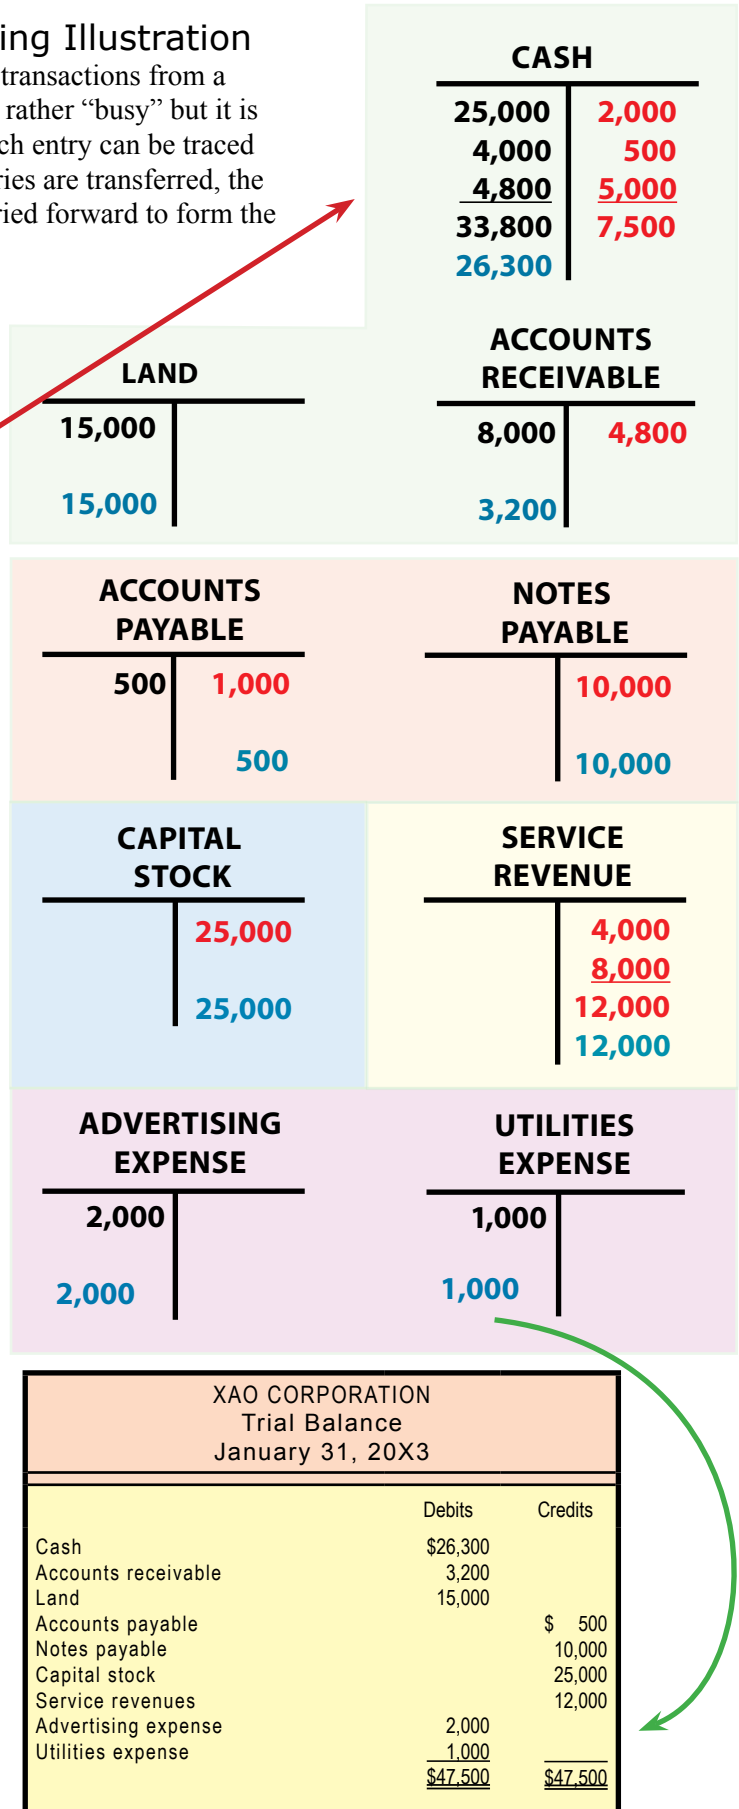 ing Illustration
transactions from a
rather “busy” but it is
ch entry can be traced
ries are transferred, the
ried forward to form the
CASH
25,000 2,000
4,000 500
4,800 5,000
33,800 7,500
26,300
LAND
15,000
15,000
ACCOUNTS
RECEIVABLE
8,000 4,800
3,200
ACCOUNTS
PAYABLE
500 1,000
500
NOTES
PAYABLE
10,000
10,000
CAPITAL
STOCK
25,000
25,000
SERVICE
REVENUE
4,000
8,000
12,000
12,000
ADVERTISING
EXPENSE
2,000
2,000
UTILITIES
EXPENSE
1,000
1,000
XAO CORPORATION
Trial Balance
January 31, 20X3
Debits Credits
Cash $26,300
Accounts receivable 3,200
Land 15,000
Accounts payable $ 500
Notes payable 10,000
Capital stock 25,000
Service revenues 12,000
Advertising expense 2,000
Utilities expense 1,000
$47,500 $47,500